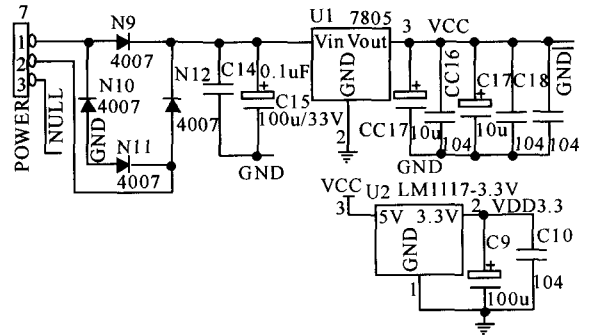 7
POWER
1
2
3
NULL
N9
4007
N10
4007
GND
N11
4007
N12
4007
C14
0.1uF
C15
100u/33V
GND
U1 7805
Vin Vout
GND
2
3 VCC
CC17
10u
CC16
104
C17
10u
C18
104
104
GND
GND
VCC
3
U2 LM1117-3.3V
5V 3.3V
GND
1
2 VDD3.3
C9
100u
C10
104